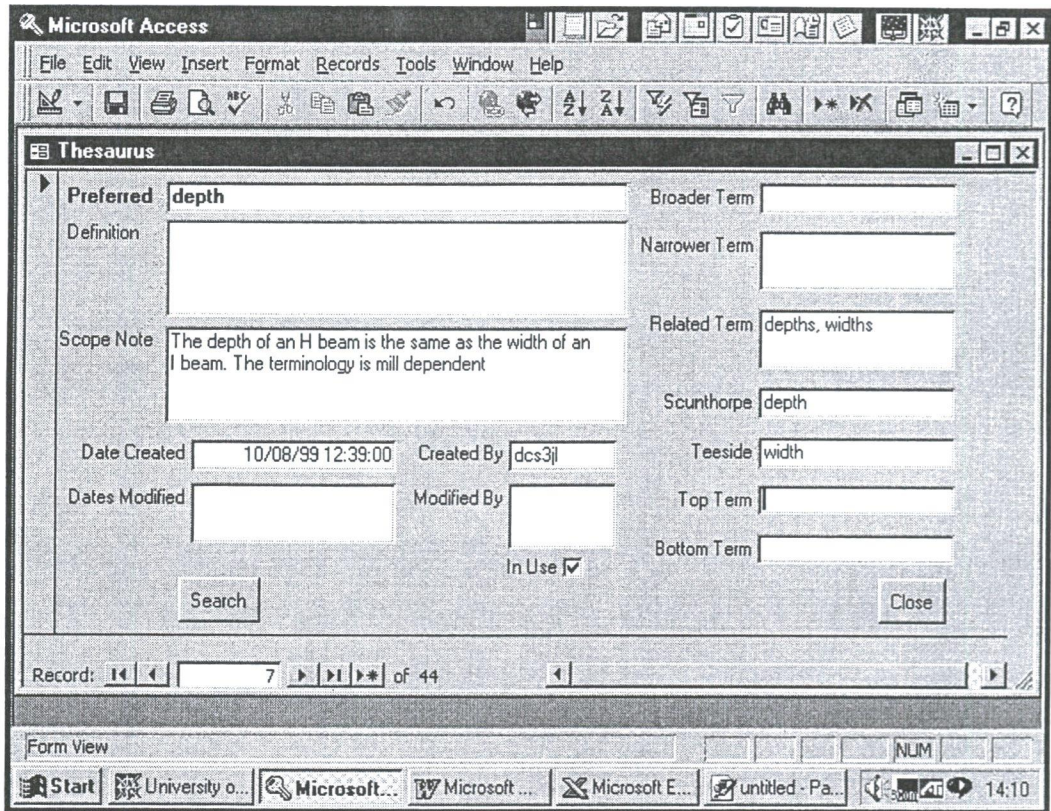 Microsoft Access
File Edit View Insert Format Records Tools Window Help
Thesaurus
Preferred depth
Broader Term
Definition
Narrower Term
Scope Note The depth of an H beam is the same as the width of an
I beam. The terminology is mill dependent
Related Term depths, widths
Scunthorpe depth
Date Created 10/08/99 12:39:00 Created By dcs3jl
Teeside width
Dates Modified Modified By
Top Term
Bottom Term
In Use
Search
Close
Record: 7 of 44
Form View
NUM
Start University o... Microsoft... Microsoft ... Microsoft E... untitled - Pa... 14:10